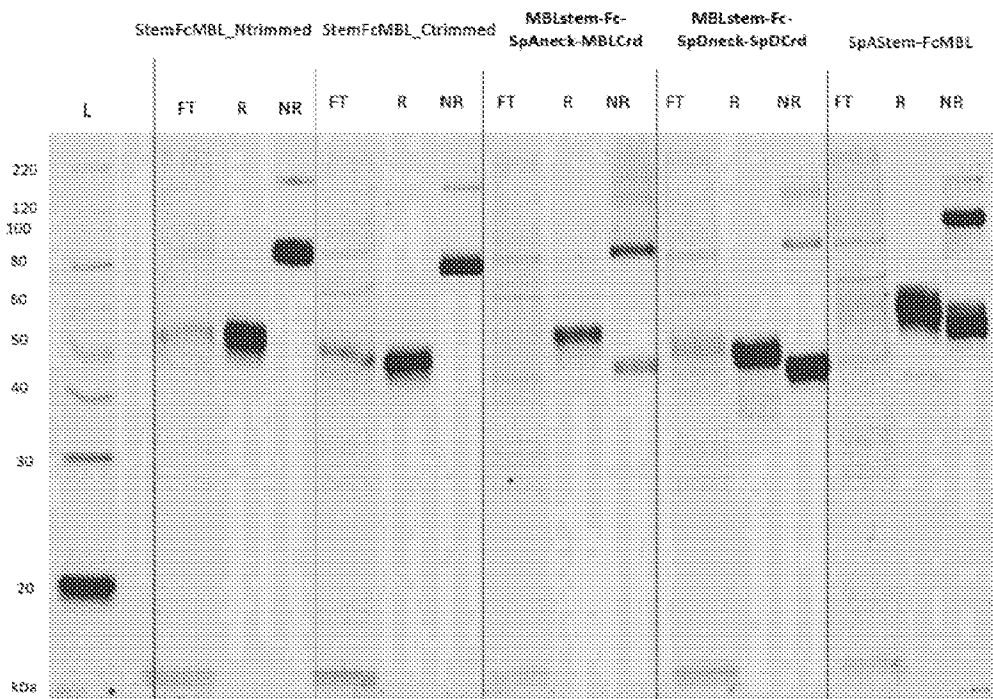 StemFcMBL_Ntrimmed
StemFcMBL_Ctrimmed
MBLstem-Fc-
SpAneck-MBLCrd
MBLstem-Fc-
SpDneck-SpDCrd
SpAStem-FcMBL
L
FT R NR
FT R NR
FT R NR
FT R NR
FT R NR
220
120
100
80
60
50
40
30
20
kDa